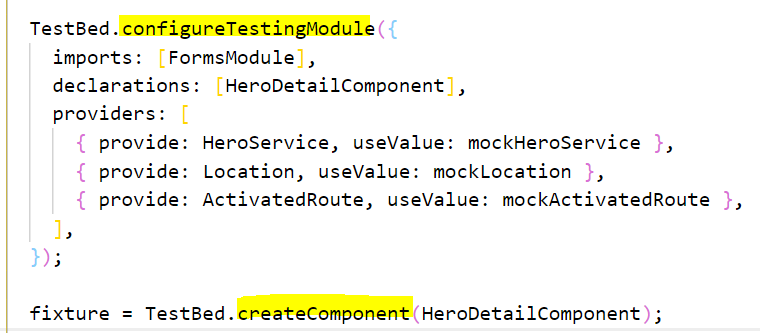 TestBed.configureTestingModule({
  imports: [FormsModule],
  declarations: [HeroDetailComponent],
  providers: [
    { provide: HeroService, useValue: mockHeroService },
    { provide: Location, useValue: mockLocation },
    { provide: ActivatedRoute, useValue: mockActivatedRoute },
  ],
});
fixture = TestBed.createComponent(HeroDetailComponent);